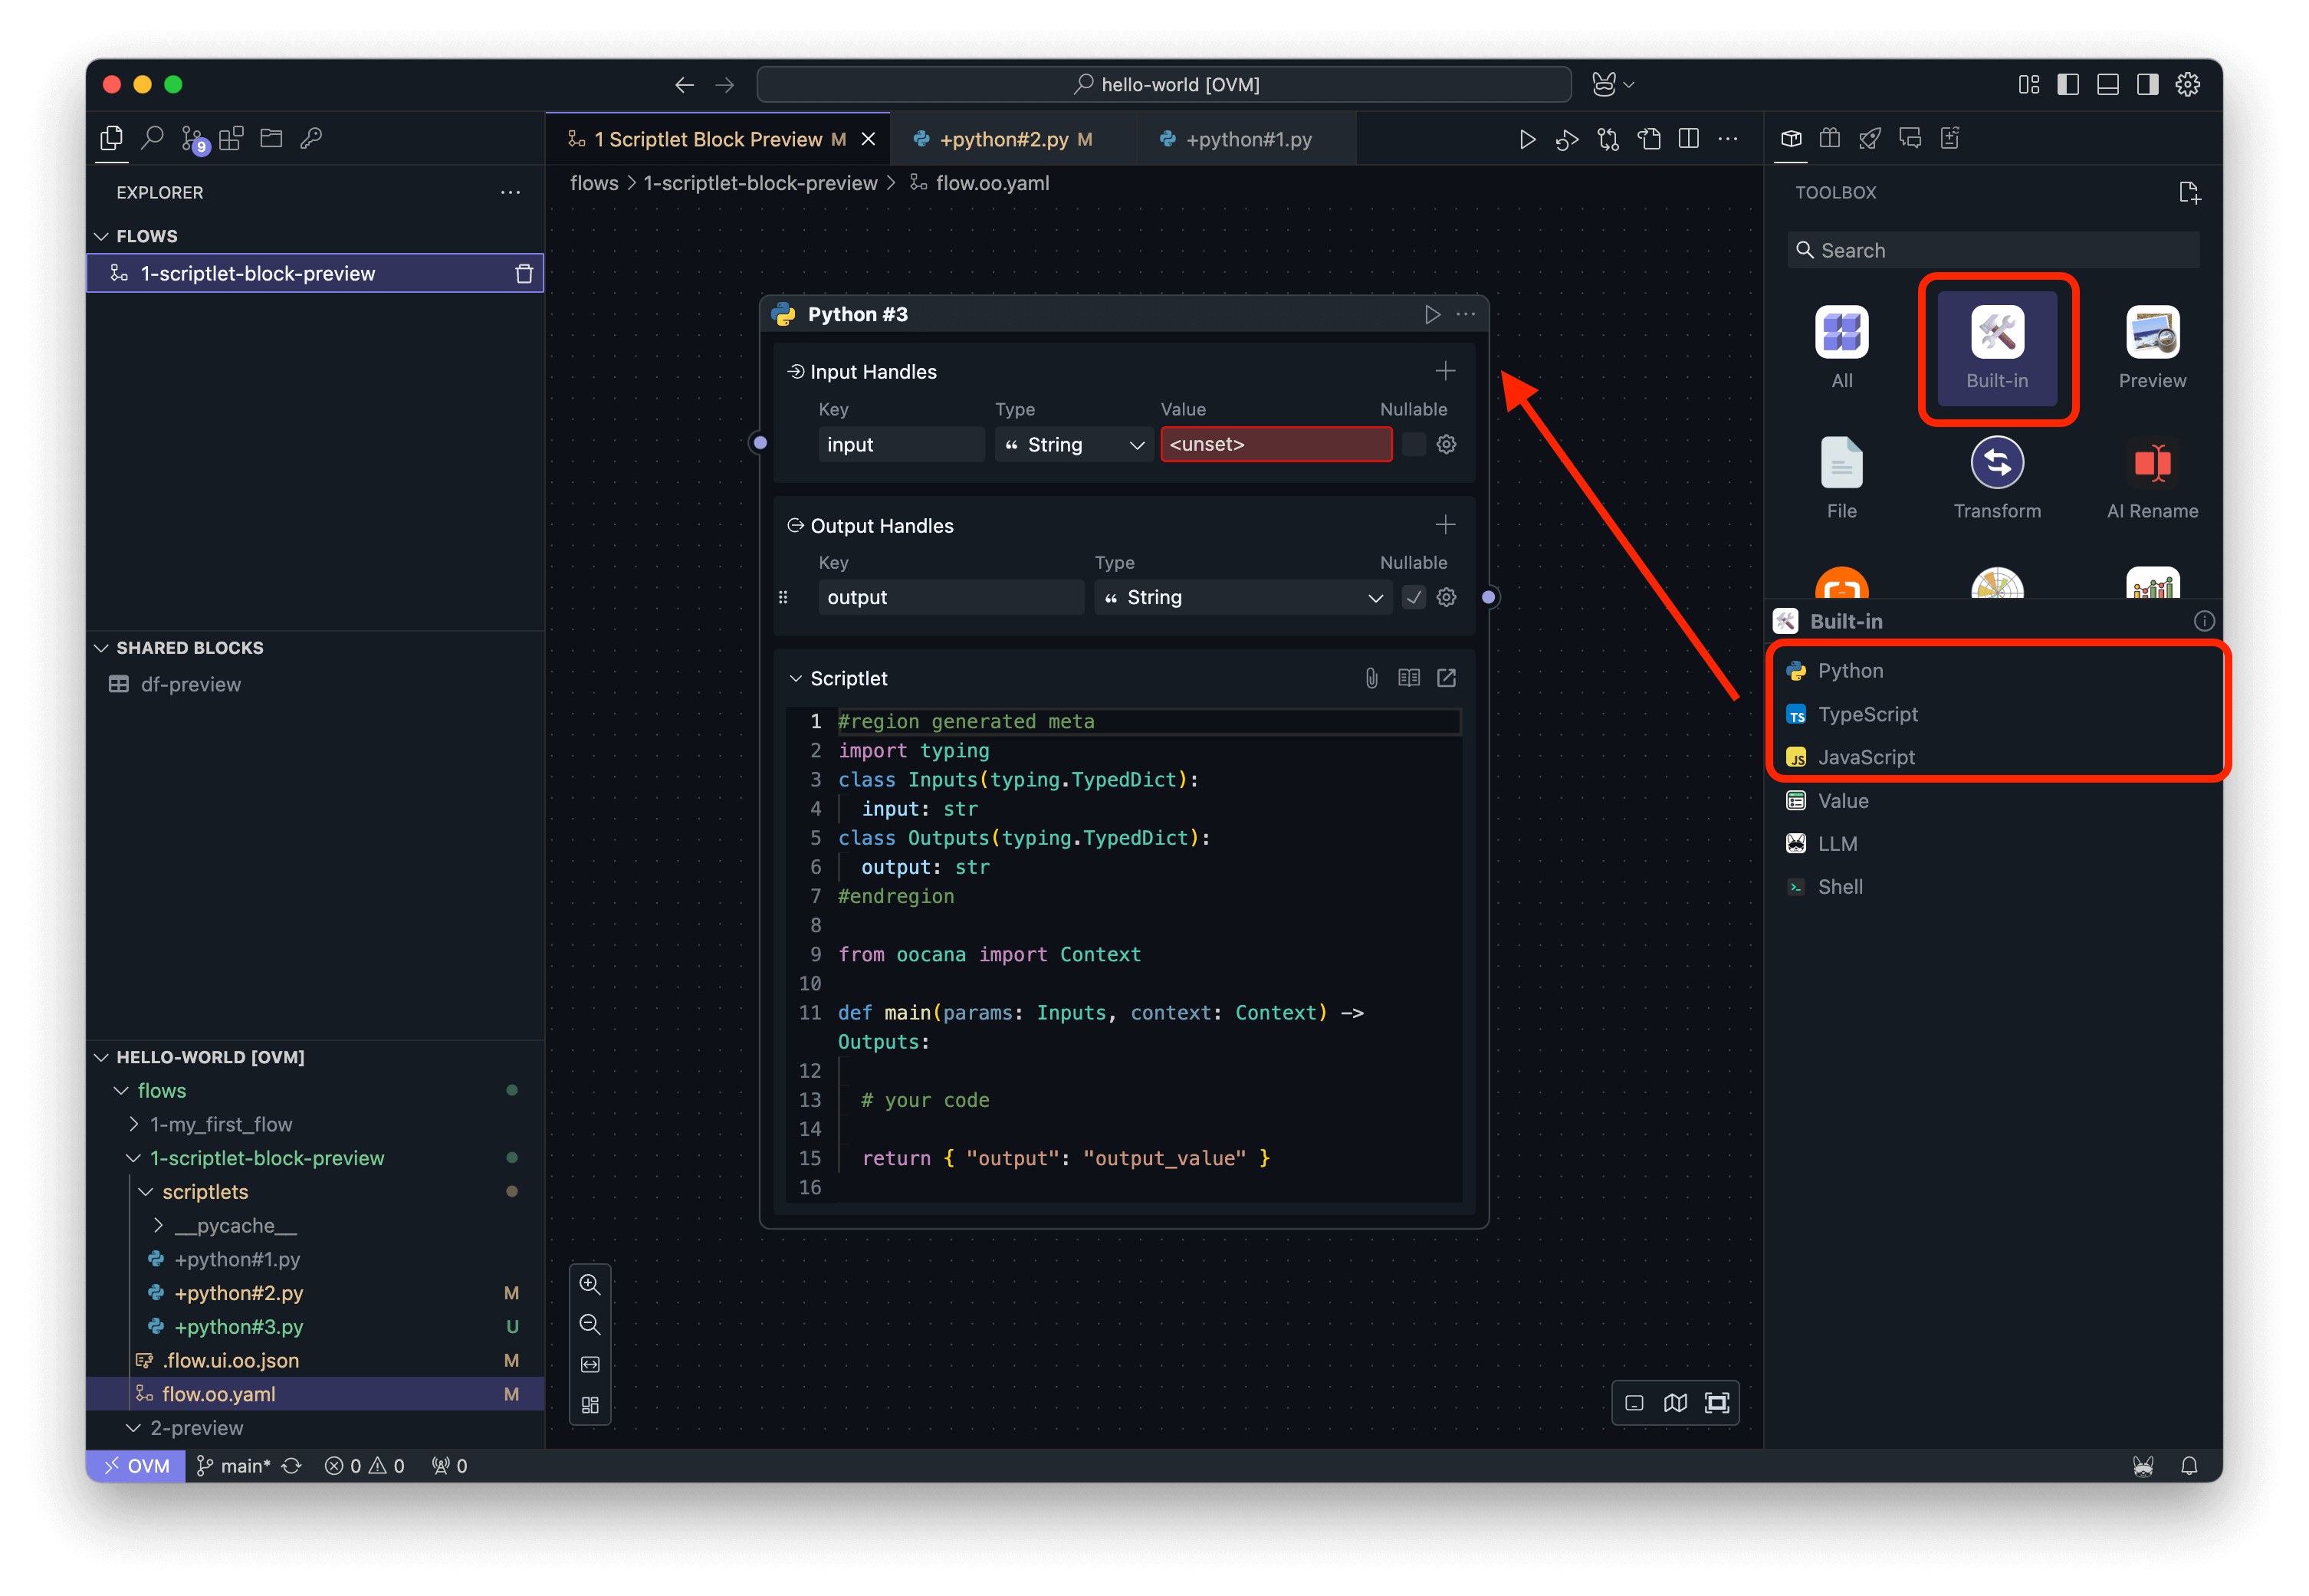 hello-world [OVM]
9
1 Scriptlet Block Preview M
+python#2.py M
+python#1.py
EXPLORER
FLOWS
1-scriptlet-block-preview
SHARED BLOCKS
df-preview
HELLO-WORLD [OVM]
flows
1-my_first_flow
1-scriptlet-block-preview
scriptlets
__pycache__
+python#1.py
+python#2.py M
+python#3.py U
.flow.ui.oo.json M
flow.oo.yaml M
2-preview
flows > 1-scriptlet-block-preview > flow.oo.yaml
Python #3
Input Handles
Key Type Value Nullable
input “ String <unset>
Output Handles
Key Type Nullable
output “ String
Scriptlet
1 #region generated meta
2 import typing
3 class Inputs(typing.TypedDict):
4 input: str
5 class Outputs(typing.TypedDict):
6 output: str
7 #endregion
8
9 from oocana import Context
10
11 def main(params: Inputs, context: Context) ->
Outputs:
12
13 # your code
14
15 return { "output": "output_value" }
16
TOOLBOX
Search
All Built-in Preview
File Transform AI Rename
Built-in
Python
TS TypeScript
JS JavaScript
Value
LLM
Shell
OVM main* 0 0 0